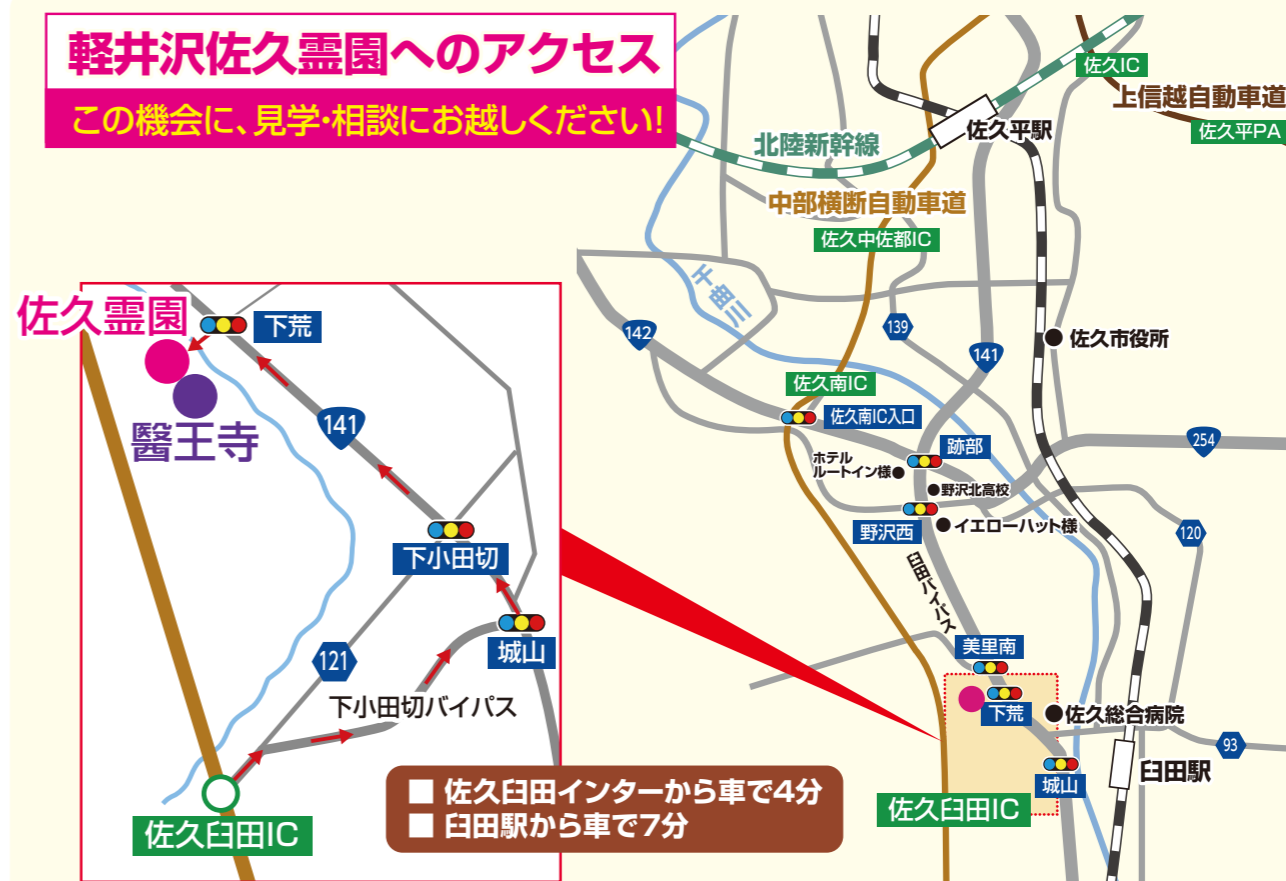 軽井沢佐久霊園へのアクセス
この機会に、見学・相談にお越しください!
佐久IC
上信越自動車道
佐久平PA
佐久平駅
北陸新幹線
中部横断自動車道
佐久中佐都IC
千曲川
142
139
141
佐久市役所
佐久南IC
佐久南IC入口
跡部
254
ホテル
ルートイン様
野沢北高校
野沢西
イエローハット様
120
臼田バイパス
美里南
下荒
佐久総合病院
93
城山
臼田駅
佐久臼田IC
佐久霊園
下荒
醫王寺
141
下小田切
城山
121
下小田切バイパス
佐久臼田IC
■ 佐久臼田インターから車で4分
■ 臼田駅から車で7分